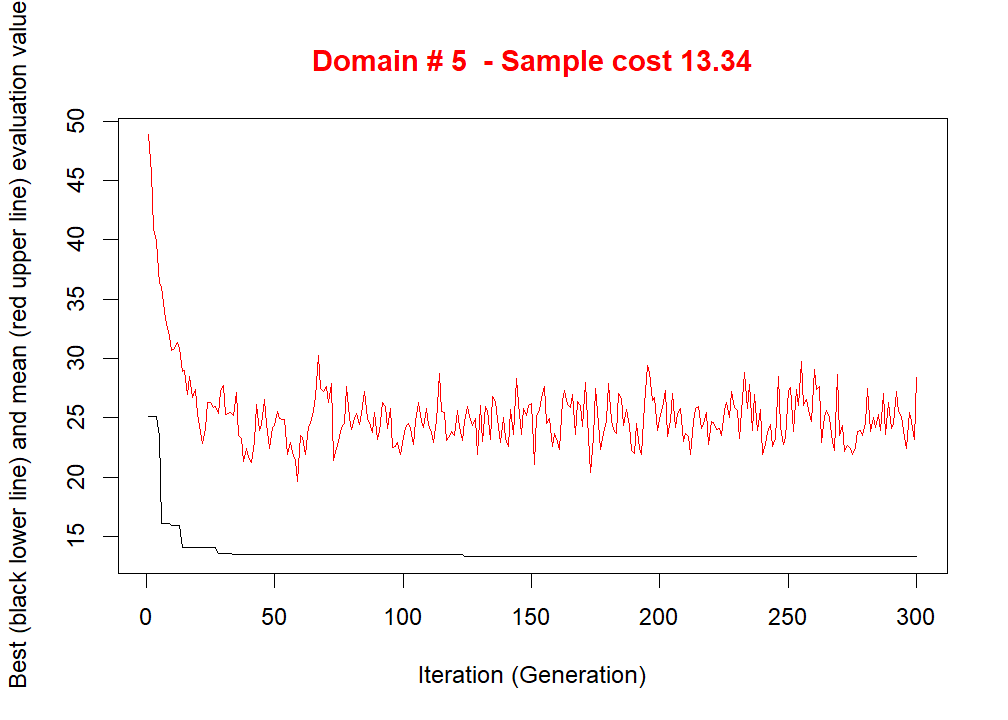 Domain # 5  - Sample cost 13.34
Best (black lower line) and mean (red upper line) evaluation value
50
45
40
35
30
25
20
15
0 50 100 150 200 250 300
Iteration (Generation)